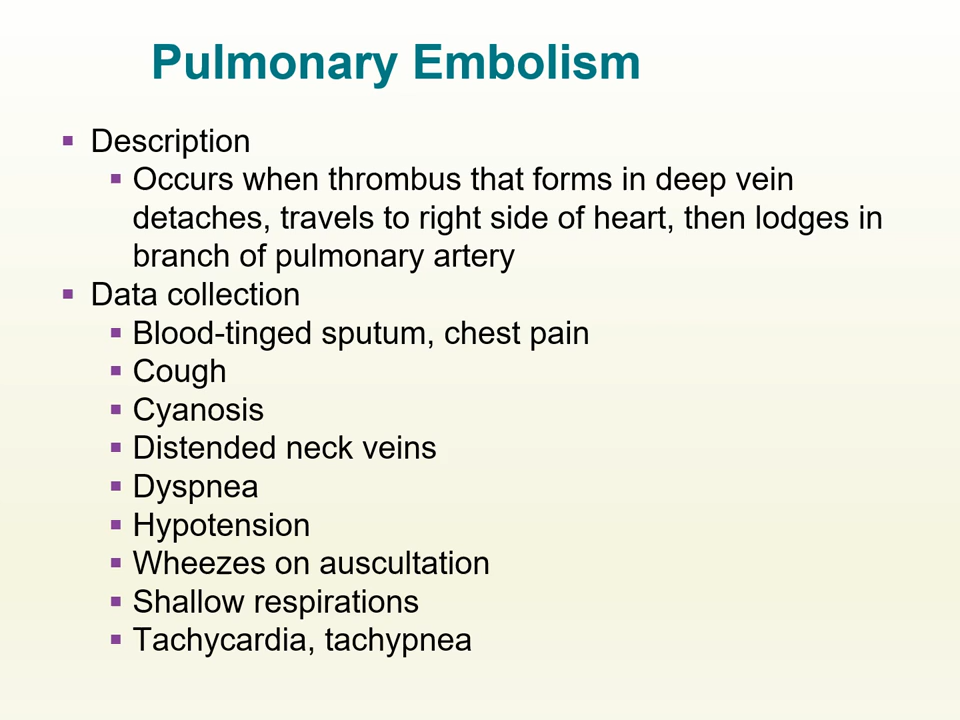 Pulmonary Embolism
Description
Occurs when thrombus that forms in deep vein
detaches, travels to right side of heart, then lodges in
branch of pulmonary artery
Data collection
Blood-tinged sputum, chest pain
Cough
Cyanosis
Distended neck veins
Dyspnea
Hypotension
Wheezes on auscultation
Shallow respirations
Tachycardia, tachypnea